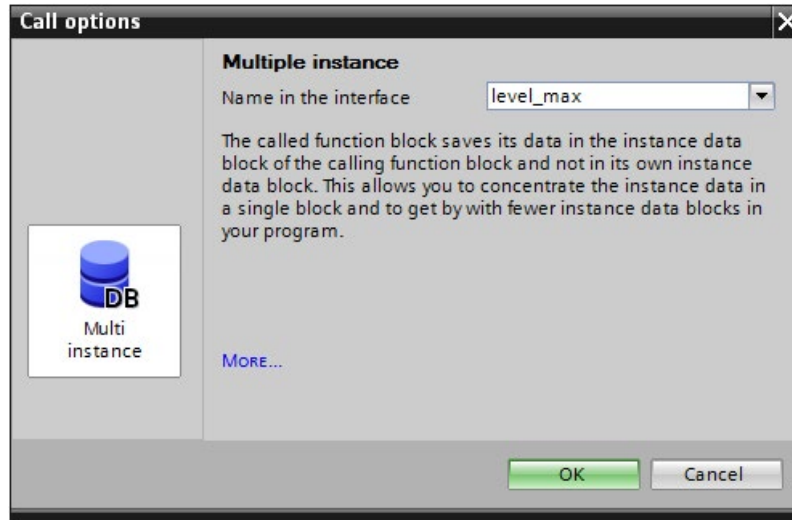 Call options
Multiple instance
Name in the interface level_max
The called function block saves its data in the instance data
block of the calling function block and not in its own instance
data block. This allows you to concentrate the instance data in
a single block and to get by with fewer instance data blocks in
your program.
DB
Multi
instance
MORE...
OK Cancel